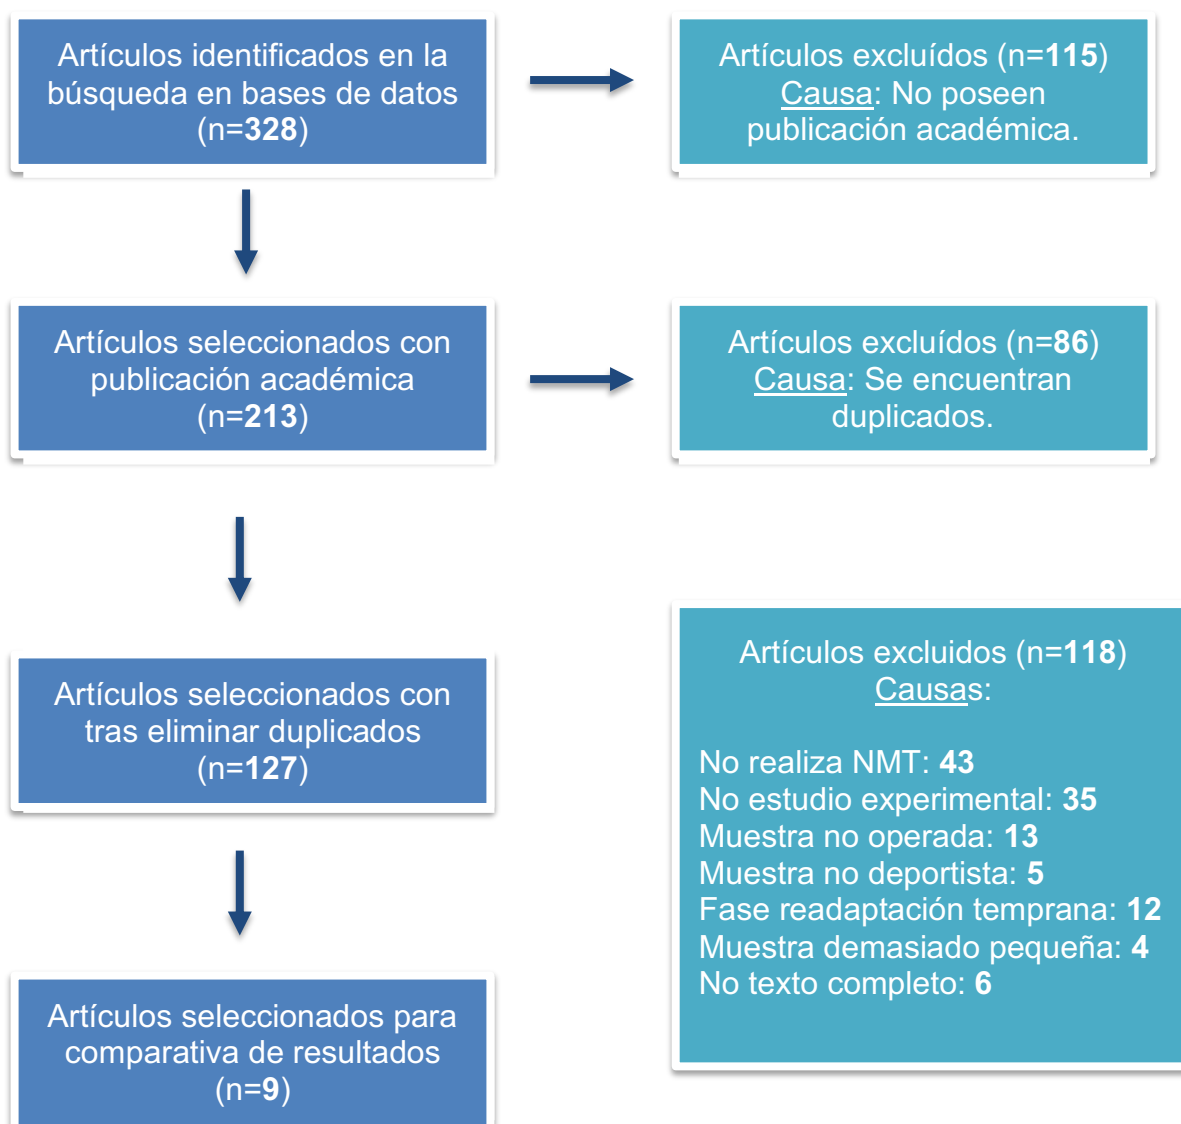 Artículos identificados en la
búsqueda en bases de datos
(n=328)
Artículos excluídos (n=115)
Causa: No poseen
publicación académica.
Artículos seleccionados con
publicación académica
(n=213)
Artículos excluídos (n=86)
Causa: Se encuentran
duplicados.
Artículos seleccionados con
tras eliminar duplicados
(n=127)
Artículos excluidos (n=118)
Causas:
No realiza NMT: 43
No estudio experimental: 35
Muestra no operada: 13
Muestra no deportista: 5
Fase readaptación temprana: 12
Muestra demasiado pequeña: 4
No texto completo: 6
Artículos seleccionados para
comparativa de resultados
(n=9)